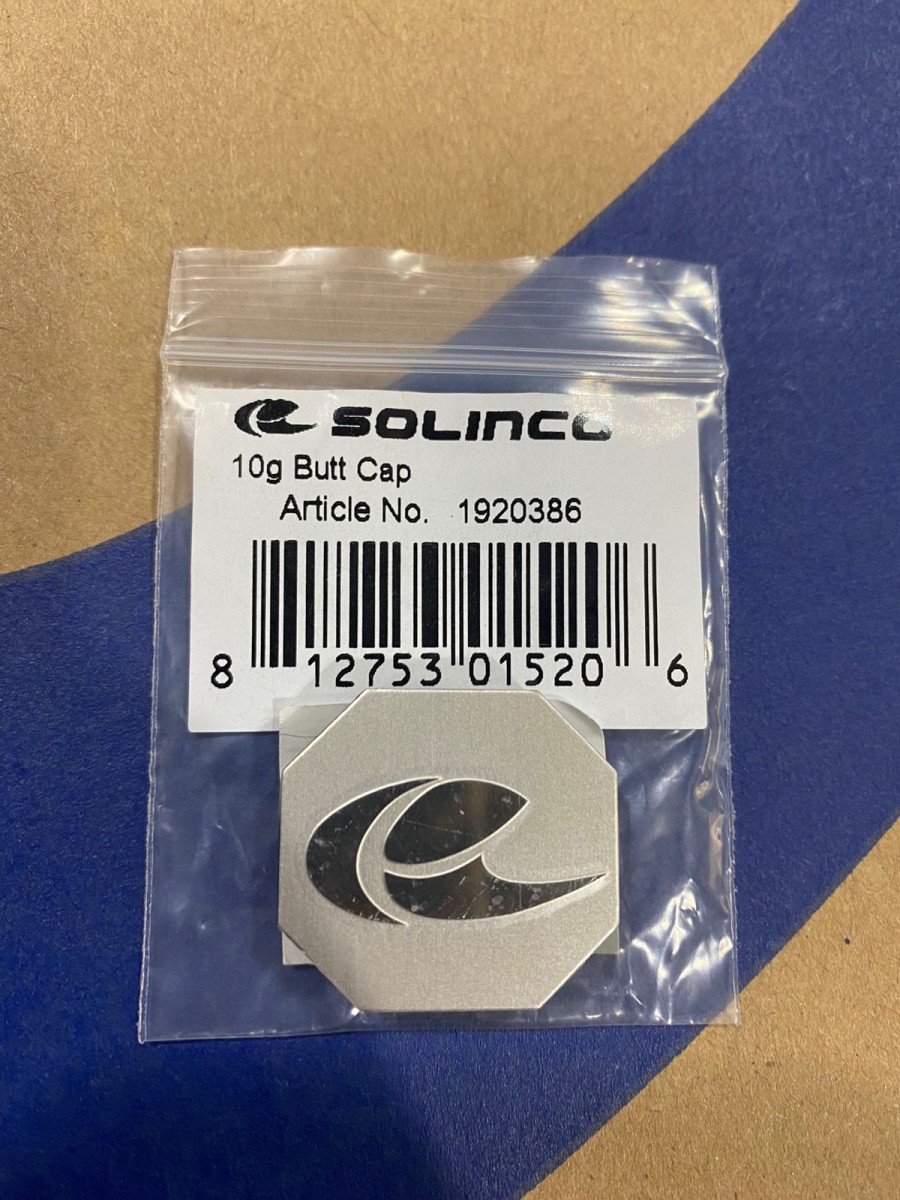 SOLINCO
10g Butt Cap
Article No. 1920386
8 12753 01520 6